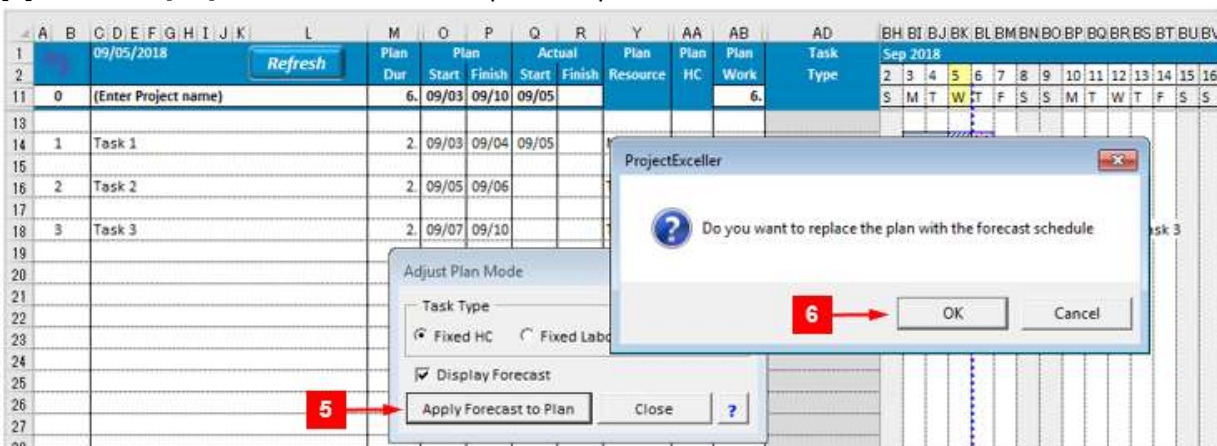 A B C D E F G H I J K L M O P Q R Y AA AB AD BH BI BJ BK BL BM BN BO BP BQ BR BS BT BU BV
1 09/05/2018 Refresh Plan Plan Actual Plan Plan Plan Task Sep 2018
2 Dur Start Finish Start Finish Resource HC Work Type 2 3 4 5 6 7 8 9 10 11 12 13 14 15 16
11 0 (Enter Project name) 6. 09/03 09/10 09/05 6. S M T W T F S S M T W T F S S
13
14 1 Task 1 2. 09/03 09/04 09/05
15
16 2 Task 2 2. 09/05 09/06
17
18 3 Task 3 2. 09/07 09/10
19
20
21
22
23
24
25
26
27
ProjectExceller
Do you want to replace the plan with the forecast schedule
6
OK Cancel
Adjust Plan Mode
Task Type
Fixed HC Fixed
Display Forecast
5
Apply Forecast to Plan Close ?